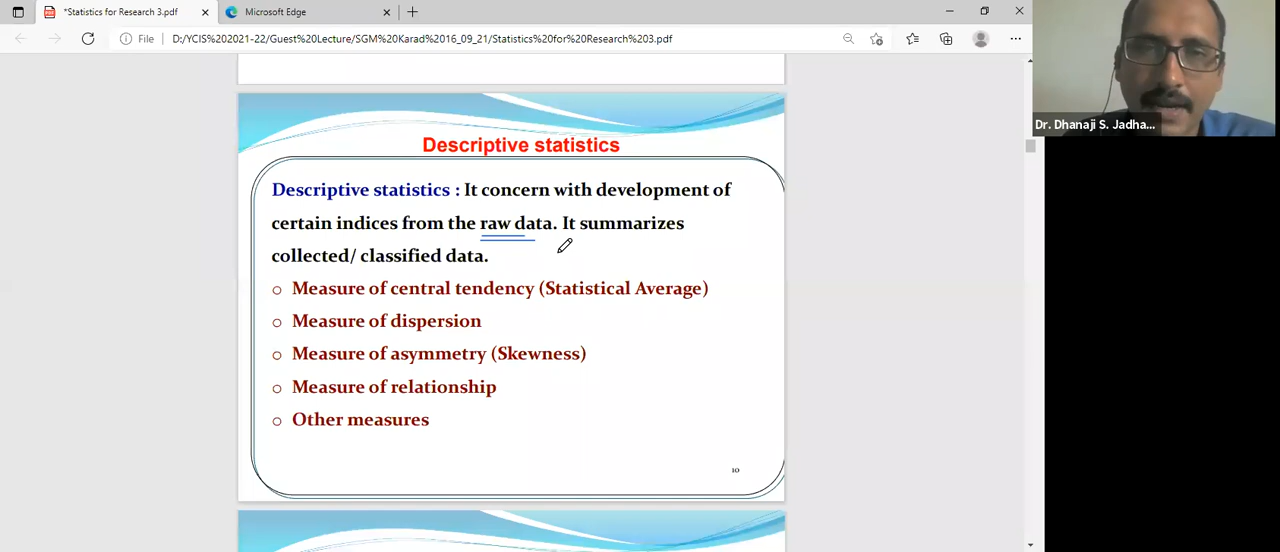 *Statistics for Research 3.pdf
Microsoft Edge
File
D:/YCIS%202021-22/Guest%20Lecture/SGM%20Karad%2016_09_21/Statistics%20for%20Research%203.pdf
Dr. Dhanaji S. Jadha...
Descriptive statistics
Descriptive statistics : It concern with development of
certain indices from the raw data. It summarizes
collected/ classified data.
Measure of central tendency (Statistical Average)
Measure of dispersion
Measure of asymmetry (Skewness)
Measure of relationship
Other measures
10